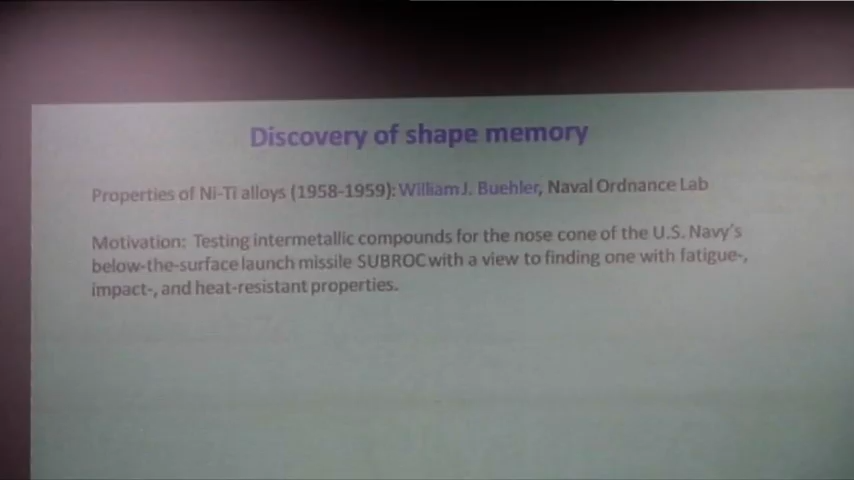 Discovery of shape memory
Properties of Ni-Ti alloys (1958-1959): William J. Buehler, Naval Ordnance Lab
Motivation: Testing intermetallic compounds for the nose cone of the U.S. Navy's
below-the-surface launch missile SUBROC with a view to finding one with fatigue-,
impact-, and heat-resistant properties.